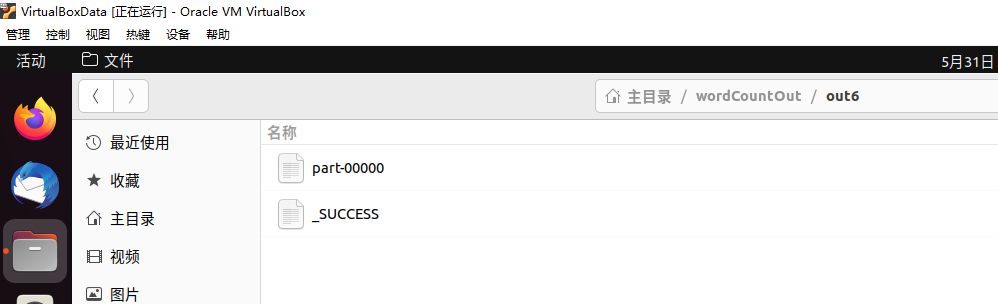 VirtualBoxData [正在运行] - Oracle VM VirtualBox
管理 控制 视图 热键 设备 帮助
活动 文件 5月31日
主目录 / wordCountOut / out6
名称
最近使用
part-00000
收藏
_SUCCESS
主目录
视频
图片